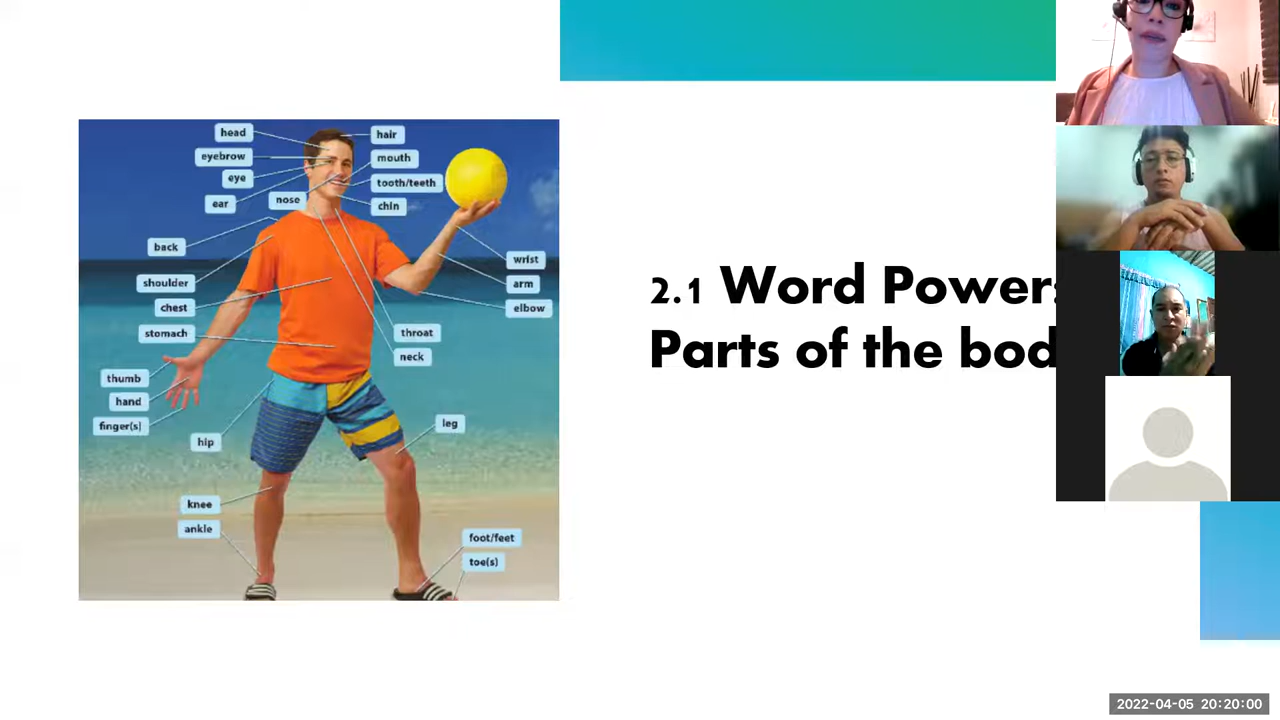 head
hair
eyebrow
mouth
eye
tooth/teeth
ear
nose
chin
back
wrist
shoulder
arm
chest
elbow
stomach
throat
neck
thumb
hand
finger(s)
hip
leg
knee
ankle
foot/feet
toe(s)
2.1 Word Power:
Parts of the bod
2022-04-05 20:20:00